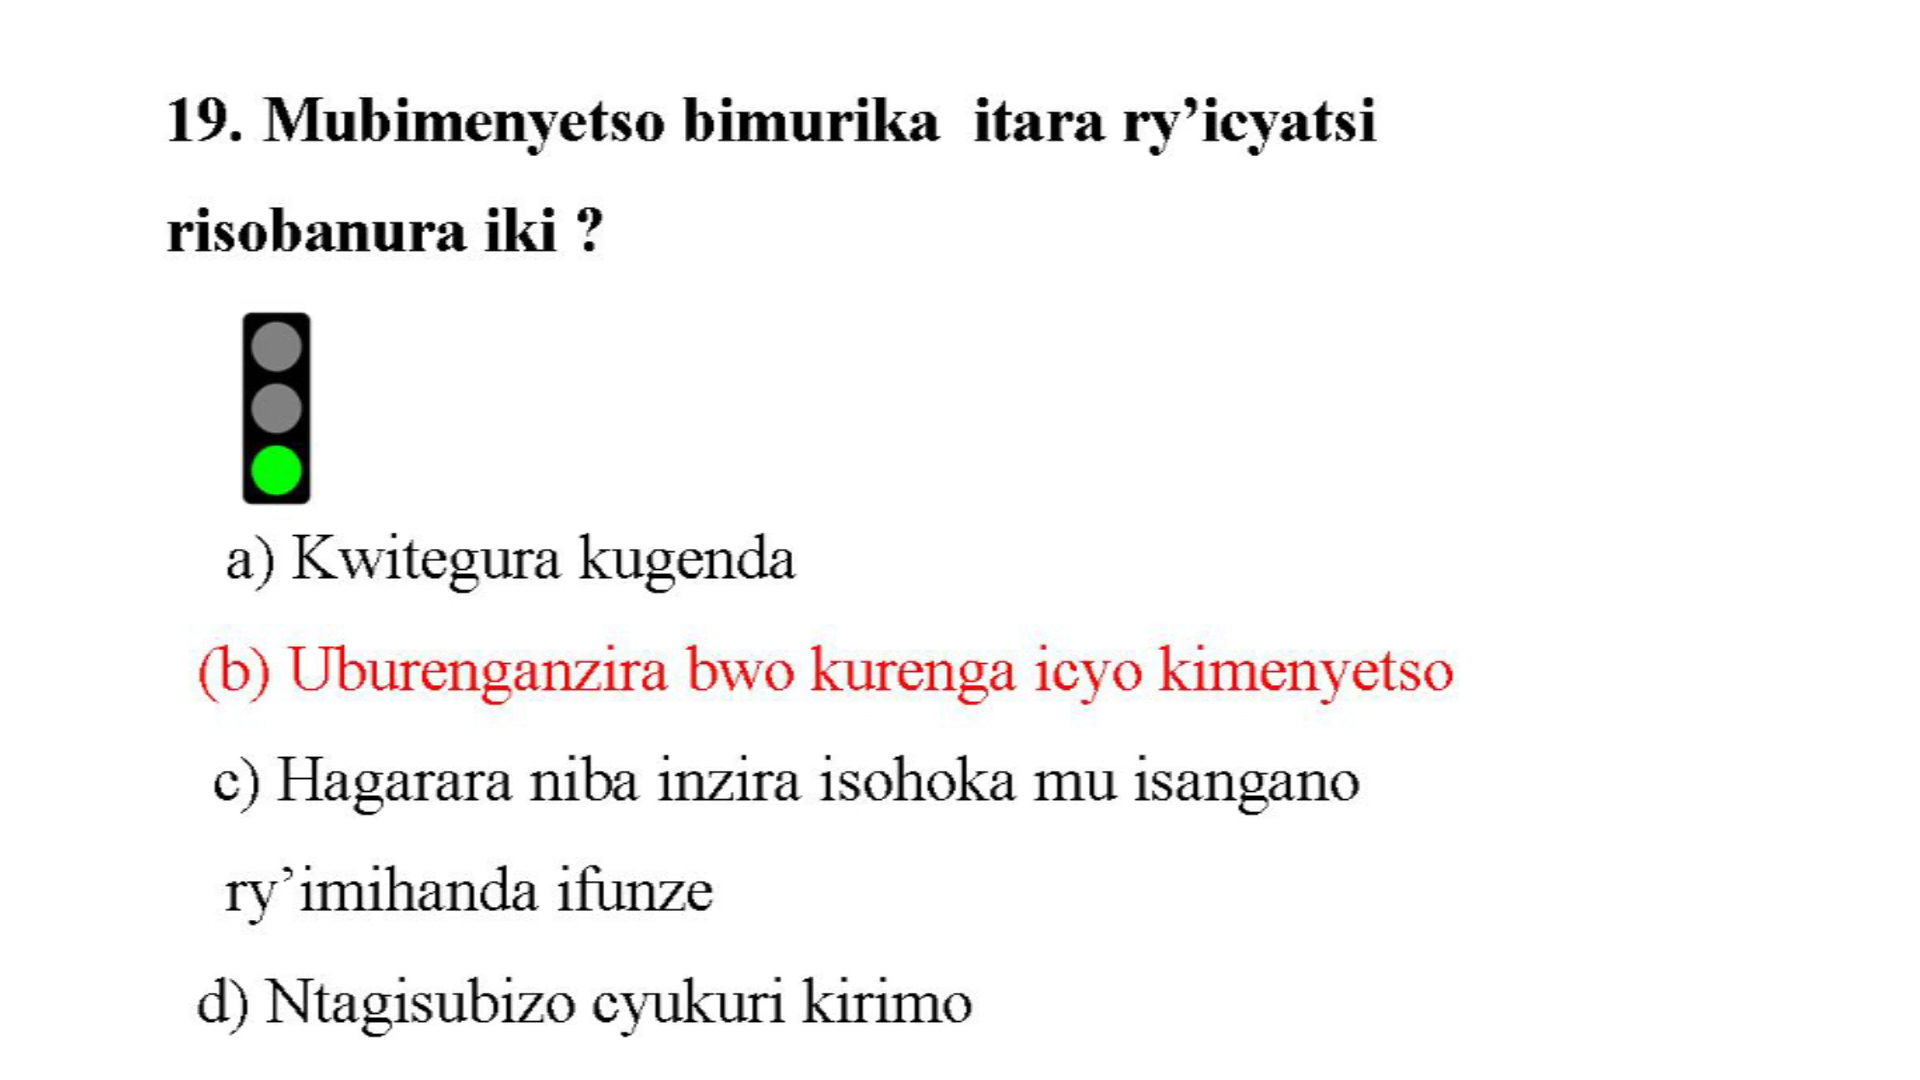 19. Mubimenyetso bimurika itara ry’icyatsi
risobanura iki ?
a) Kwitegura kugenda
(b) Uburenganzira bwo kurenga icyo kimenyetso
c) Hagarara niba inzira isohoka mu isangano
ry’imihanda ifunze
d) Ntagisubizo cyukuri kirimo